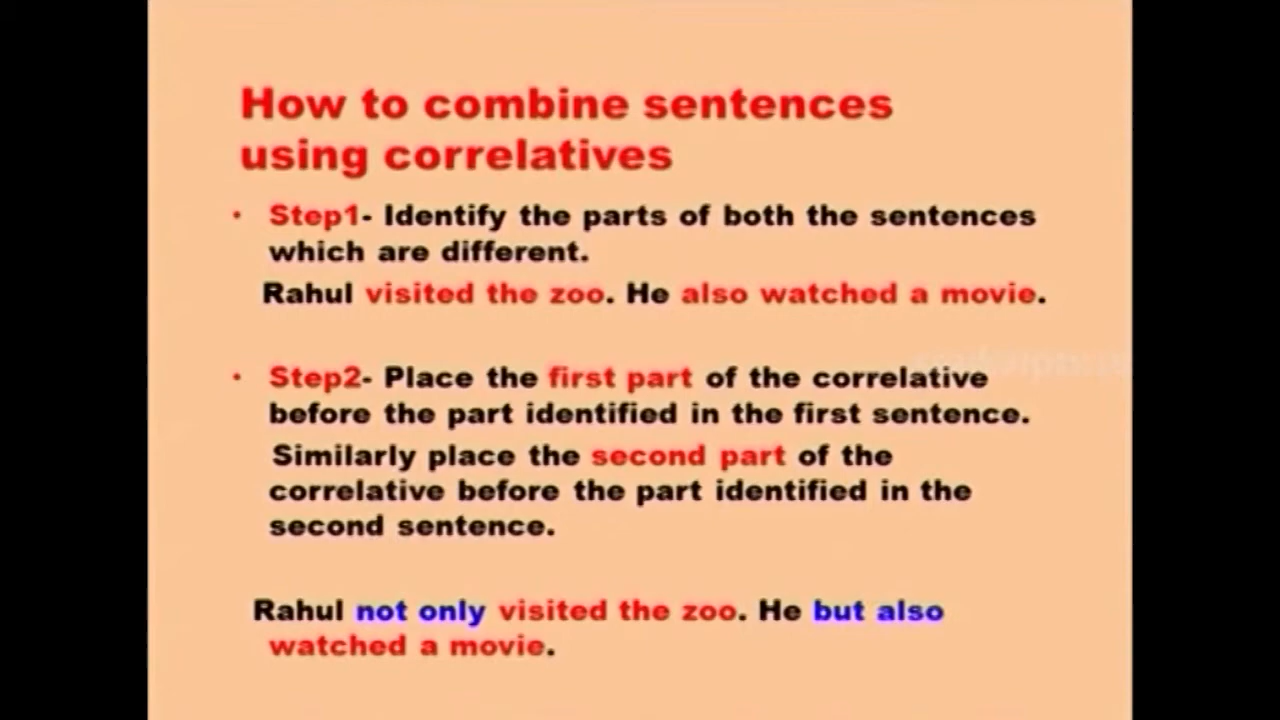 How to combine sentences
using correlatives
• Step1- Identify the parts of both the sentences
which are different.
Rahul visited the zoo. He also watched a movie.
• Step2- Place the first part of the correlative
before the part identified in the first sentence.
Similarly place the second part of the
correlative before the part identified in the
second sentence.
Rahul not only visited the zoo. He but also
watched a movie.